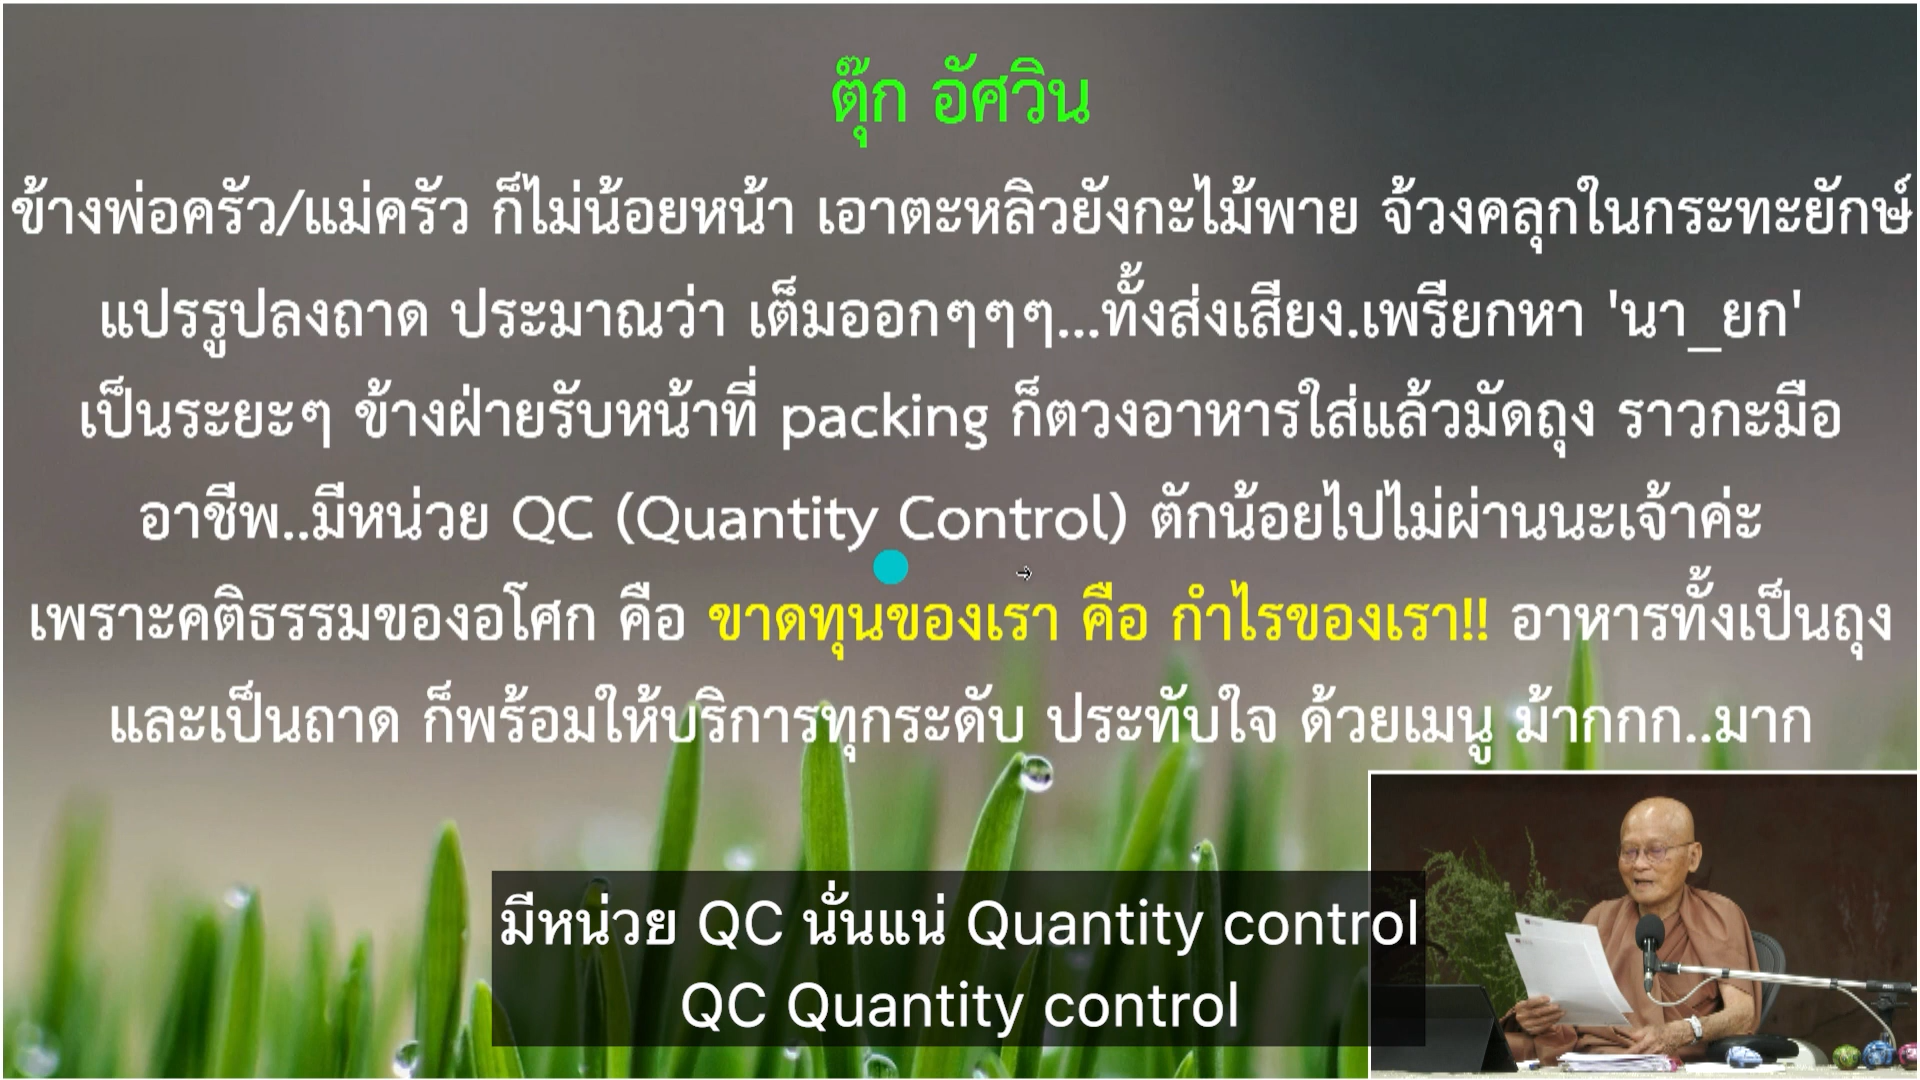 ตุ๊ก อัศวิน
ข้างพ่อครัว/แม่ครัว ก็ไม่น้อยหน้า เอาตะหลิวยังกะไม้พาย จ้วงคลุกในกระทะยักษ์
แปรรูปลงถาด ประมาณว่า เต็มออกๆๆๆ...ทั้งส่งเสียง.เพรียกหา 'นา_ยก'
เป็นระยะๆ ข้างฝ่ายรับหน้าที่ packing ก็ตวงอาหารใส่แล้วมัดถุง ราวกะมือ
อาชีพ..มีหน่วย QC (Quantity Control) ตักน้อยไปไม่ผ่านนะเจ้าค่ะ
เพราะคติธรรมของอโศก คือ ขาดทุนของเรา คือ กำไรของเรา!! อาหารทั้งเป็นถุง
และเป็นถาด ก็พร้อมให้บริการทุกระดับ ประทับใจ ด้วยเมนู ม้ากกก..มาก
มีหน่วย QC นั่นแน่ Quantity control
QC Quantity control